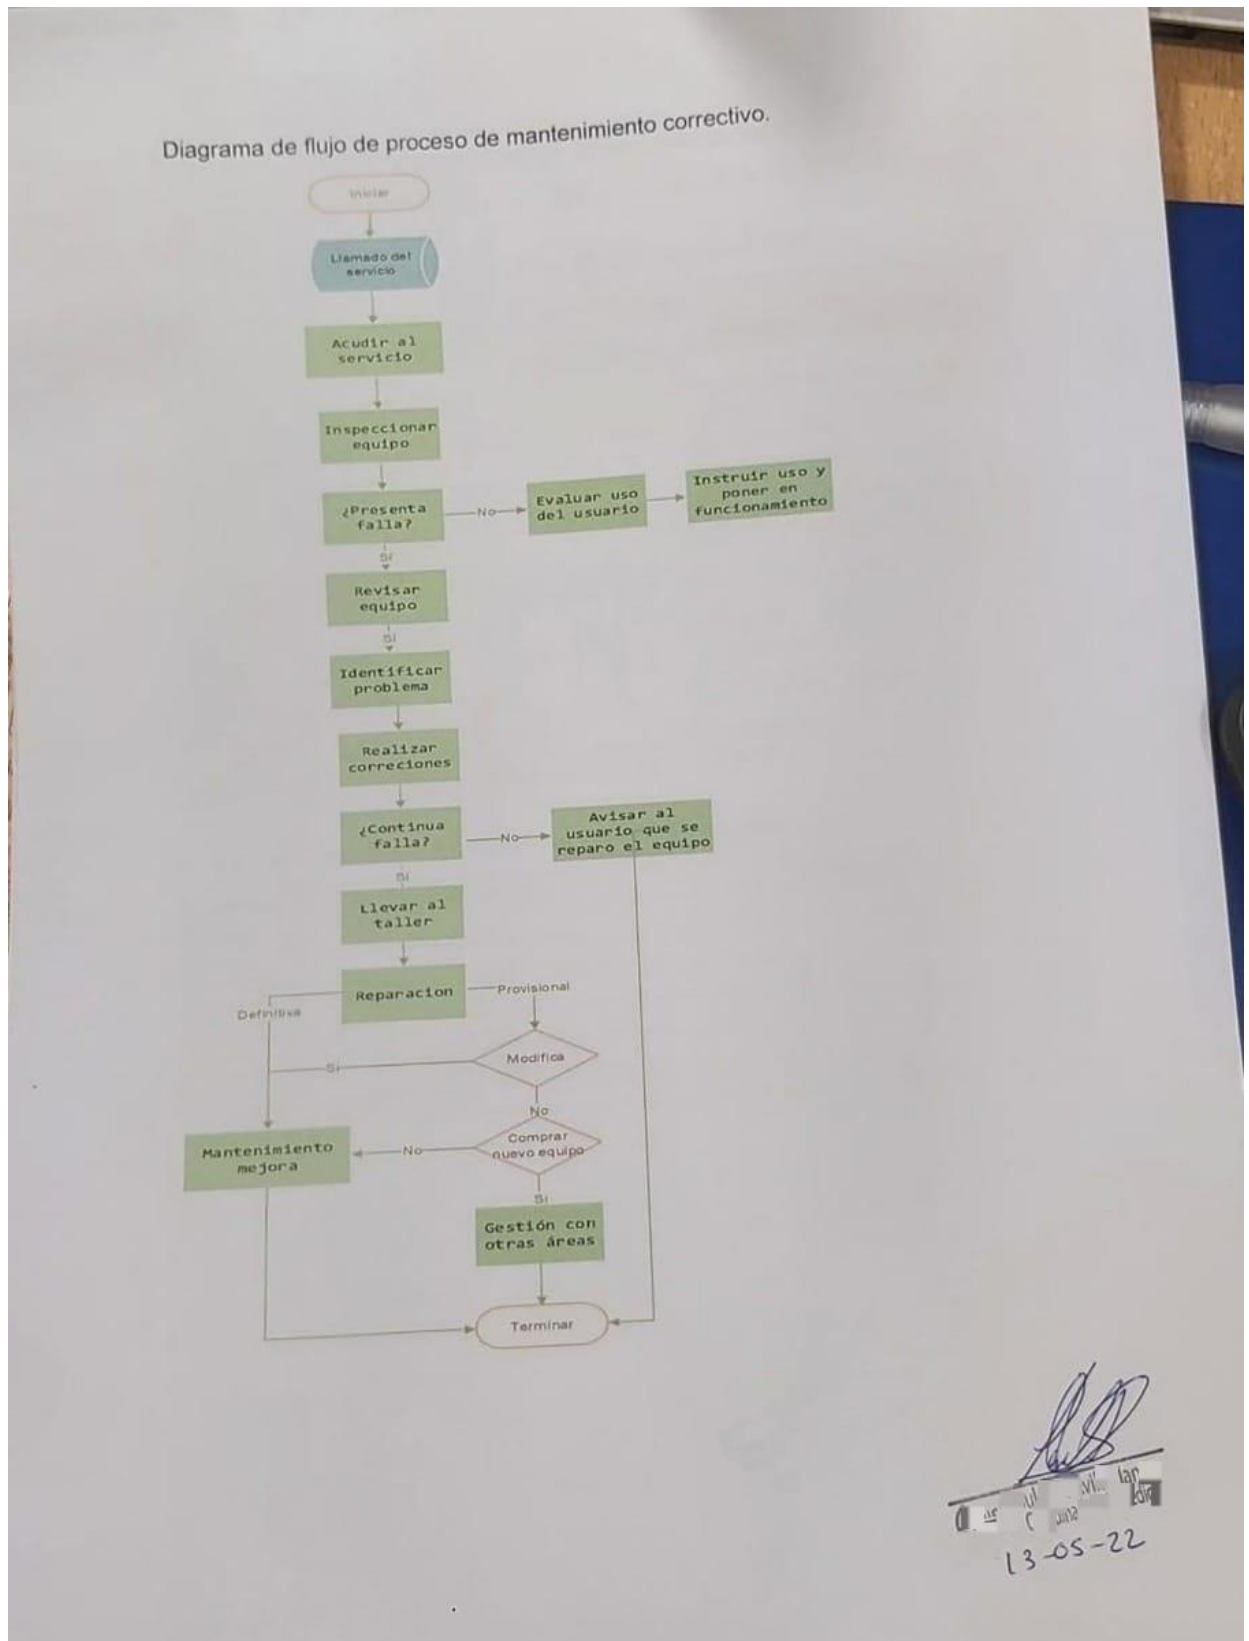 Diagrama de flujo de proceso de mantenimiento correctivo.
Iniciar
Llamado del
servicio
Acudir al
servicio
Inspeccionar
equipo
¿Presenta
falla?
No
Evaluar uso
del usuario
Instruir uso y
poner en
funcionamiento
Si
Revisar
equipo
Si
Identificar
problema
Realizar
correciones
¿Continua
falla?
No
Avisar al
usuario que se
reparo el equipo
Si
Llevar al
taller
Reparacion
Provisional
Definitiva
Modifica
Si
No
Comprar
nuevo equipo
No
Mantenimiento
mejora
Si
Gestión con
otras áreas
Terminar
13-05-22